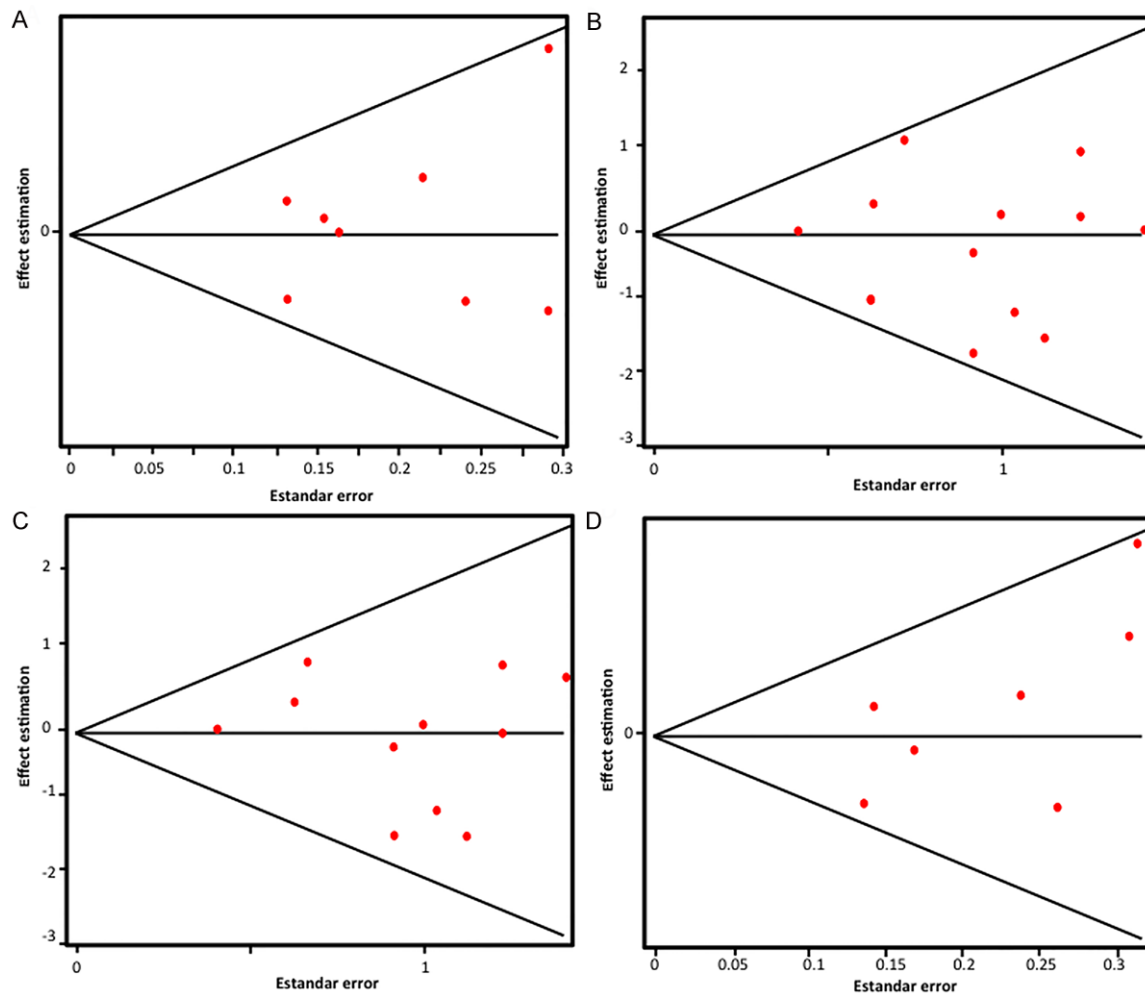 A
Effect estimation
0
0 0.05 0.1 0.15 0.2 0.25 0.3
Estandar error
B
Effect estimation
2
1
0
-1
-2
-3
0 1
Estandar error
C
Effect estimation
2
1
0
-1
-2
-3
0 1
Estandar error
D
Effect estimation
0
0 0.05 0.1 0.15 0.2 0.25 0.3
Estandar error